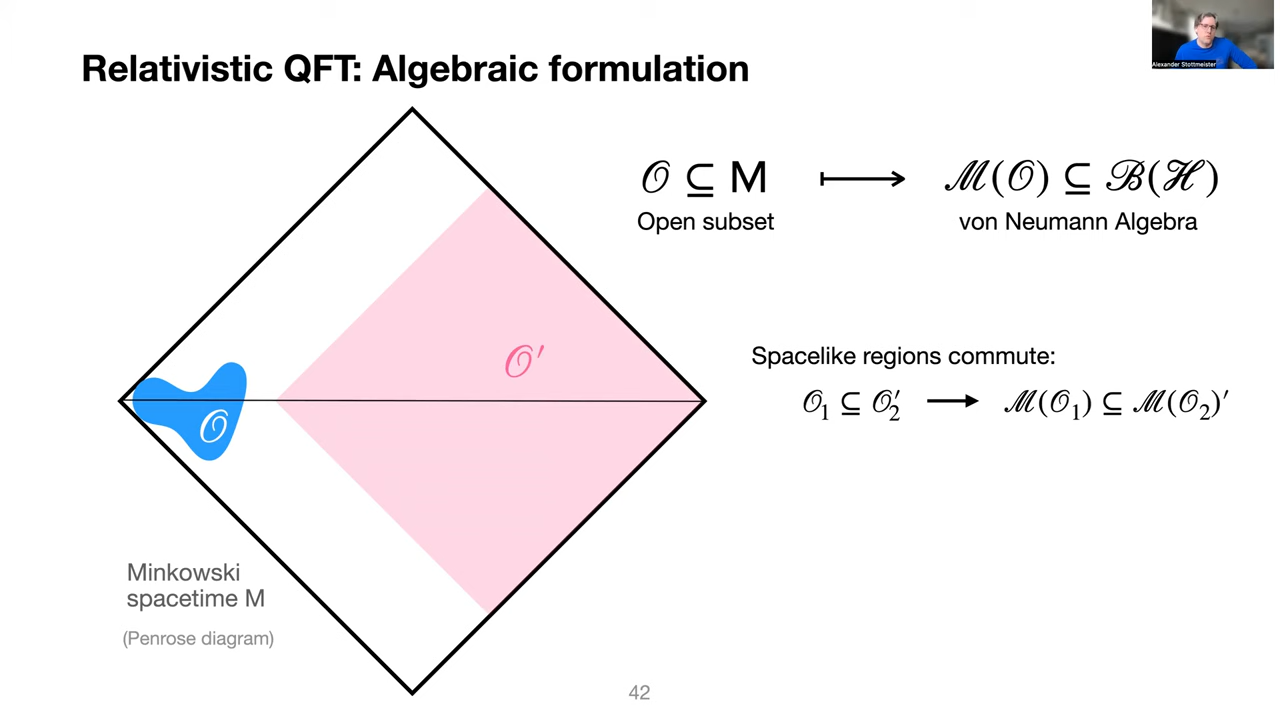 Relativistic QFT: Algebraic formulation
Alexander Stottmeister
𝒪 ⊆ M ⟼ ℳ(𝒪) ⊆ ℬ(ℋ)
Open subset von Neumann Algebra
Spacelike regions commute:
𝒪₁ ⊆ 𝒪₂′ ⟶ ℳ(𝒪₁) ⊆ ℳ(𝒪₂)′
𝒪′
𝒪
Minkowski
spacetime M
(Penrose diagram)
42